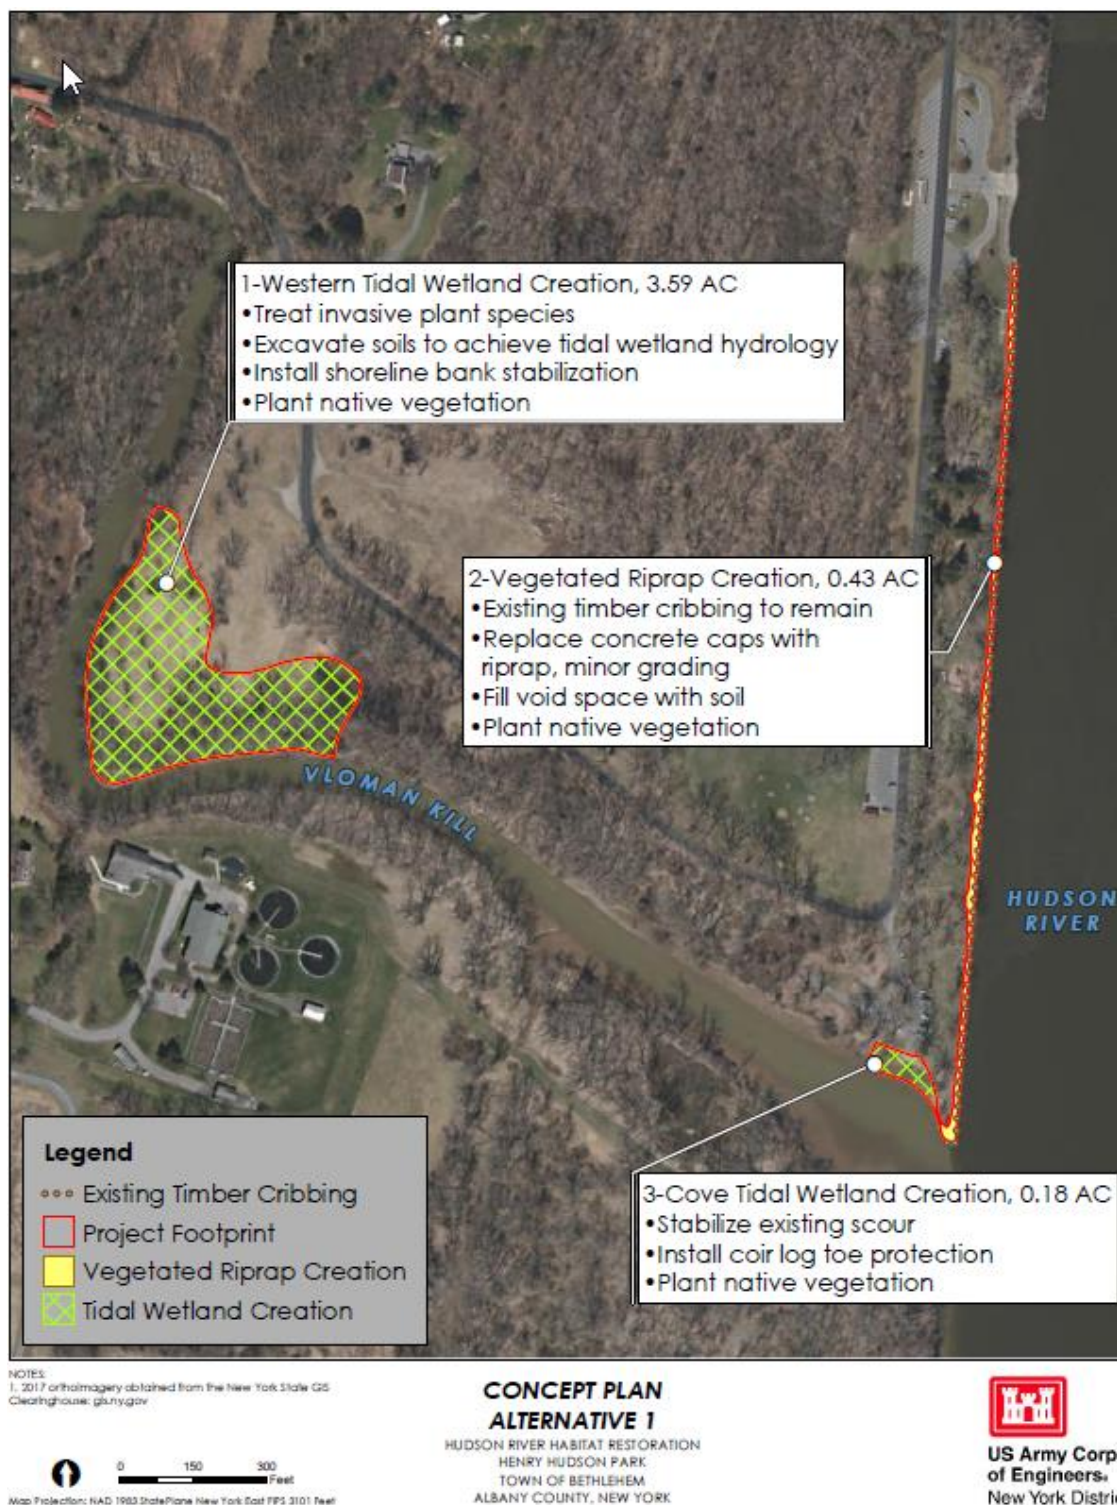 1-Western Tidal Wetland Creation, 3.59 AC
•Treat invasive plant species
•Excavate soils to achieve tidal wetland hydrology
•Install shoreline bank stabilization
•Plant native vegetation
2-Vegetated Riprap Creation, 0.43 AC
•Existing timber cribbing to remain
•Replace concrete caps with
riprap, minor grading
•Fill void space with soil
•Plant native vegetation
VLOMAN KILL
HUDSON
RIVER
3-Cove Tidal Wetland Creation, 0.18 AC
•Stabilize existing scour
•Install coir log toe protection
•Plant native vegetation
Legend
Existing Timber Cribbing
Project Footprint
Vegetated Riprap Creation
Tidal Wetland Creation
NOTES:
1. 2017 orthoimagery obtained from the New York State GIS
Clearinghouse: gis.ny.gov
0 150 300
Feet
Map Projection: NAD 1983 StatePlane New York East FIPS 3101 Feet
CONCEPT PLAN
ALTERNATIVE 1
HUDSON RIVER HABITAT RESTORATION
HENRY HUDSON PARK
TOWN OF BETHLEHEM
ALBANY COUNTY, NEW YORK
US Army Corp
of Engineers.
New York Distri